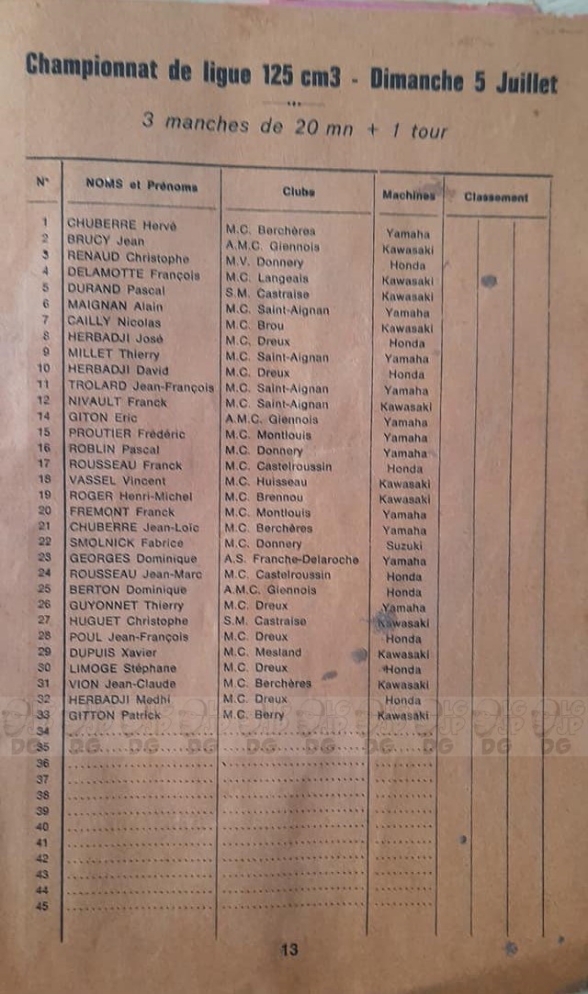 Championnat de ligue 125 cm3 - Dimanche 5 Juillet
3 manches de 20 mn + 1 tour
N° NOMS et Prénoms Clubs Machines Classement
1 CHUBERRE Hervé M.C. Berchères Yamaha
2 BRUCY Jean A.M.C. Giennois Kawasaki
3 RENAUD Christophe M.V. Donnery Honda
4 DELAMOTTE François M.C. Langeais Kawasaki
5 DURAND Pascal S.M. Castraise Kawasaki
6 MAIGNAN Alain M.C. Saint-Aignan Yamaha
7 CAILLY Nicolas M.C. Brou Kawasaki
8 HERBADJI José M.C. Dreux Honda
9 MILLET Thierry M.C. Saint-Aignan Yamaha
10 HERBADJI David M.C. Dreux Honda
11 TROLARD Jean-François M.C. Saint-Aignan Yamaha
12 NIVAULT Franck M.C. Saint-Aignan Kawasaki
14 GITON Eric A.M.C. Giennois Yamaha
15 PROUTIER Frédéric M.C. Montlouis Yamaha
16 ROBLIN Pascal M.C. Donnery Yamaha
17 ROUSSEAU Franck M.C. Castelroussin Honda
18 VASSEL Vincent M.C. Huisseau Kawasaki
19 ROGER Henri-Michel M.C. Brennou Kawasaki
20 FREMONT Franck M.C. Montlouis Yamaha
21 CHUBERRE Jean-Loïc M.C. Berchères Yamaha
22 SMOLNICK Fabrice M.C. Donnery Suzuki
23 GEORGES Dominique A.S. Franche-Delaroche Yamaha
24 ROUSSEAU Jean-Marc M.C. Castelroussin Honda
25 BERTON Dominique A.M.C. Giennois Honda
26 GUYONNET Thierry M.C. Dreux Yamaha
27 HUGUET Christophe S.M. Castraise Kawasaki
28 POUL Jean-François M.C. Dreux Honda
29 DUPUIS Xavier M.C. Mesland Kawasaki
30 LIMOGE Stéphane M.C. Dreux Honda
31 VION Jean-Claude M.C. Berchères Kawasaki
32 HERBADJI Medhi M.C. Dreux Honda
33 GITTON Patrick M.C. Berry Kawasaki
34
35
36
37
38
39
40
41
42
43
44
45
13
DG DG DG DG DG DG DG DG DG DG